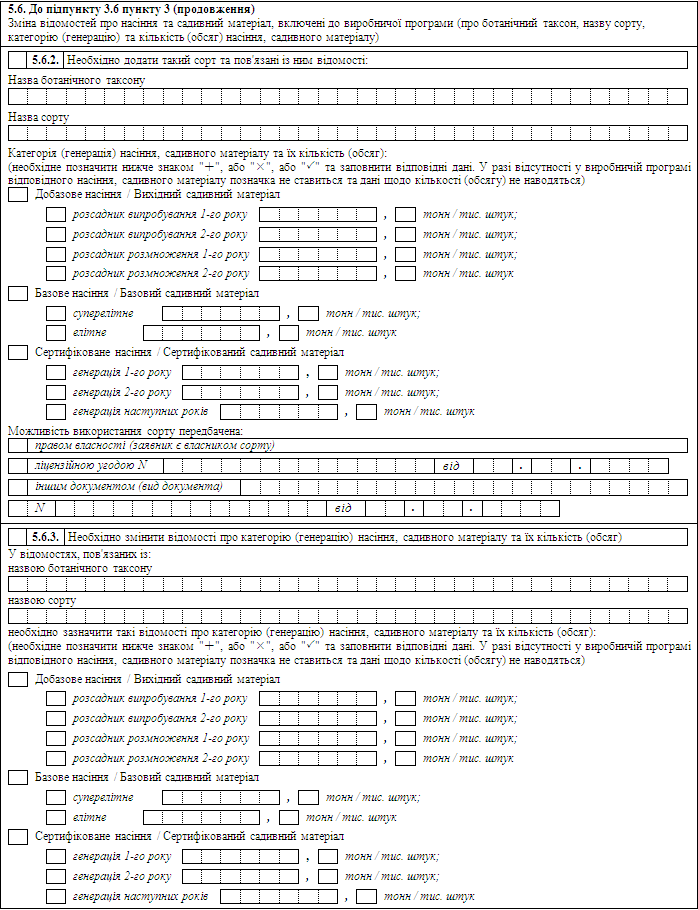 5.6. До підпункту 3.6 пункту 3 (продовження)
Зміна відомостей про насіння та садивний матеріал, включені до виробничої програми (про ботанічний таксон, назву сорту,
категорію (генерацію) та кількість (обсяг) насіння, садивного матеріалу)
5.6.2. Необхідно додати такий сорт та пов'язані із ним відомості:
Назва ботанічного таксону
Назва сорту
Категорія (генерація) насіння, садивного матеріалу та їх кількість (обсяг):
(необхідне позначити нижче знаком "+", або "×", або "✓" та заповнити відповідні дані. У разі відсутності у виробничій програмі
відповідного насіння, садивного матеріалу позначка не ставиться та дані щодо кількості (обсягу) не наводяться)
Добазове насіння / Вихідний садивний матеріал
розсадник випробування 1-го року , тонн / тис. штук;
розсадник випробування 2-го року , тонн / тис. штук;
розсадник розмноження 1-го року , тонн / тис. штук;
розсадник розмноження 2-го року , тонн / тис. штук
Базове насіння / Базовий садивний матеріал
суперелітне , тонн / тис. штук;
елітне , тонн / тис. штук
Сертифіковане насіння / Сертифікований садивний матеріал
генерація 1-го року , тонн / тис. штук;
генерація 2-го року , тонн / тис. штук;
генерація наступних років , тонн / тис. штук
Можливість використання сорту передбачена:
правом власності (заявник є власником сорту)
ліцензійною угодою N від . .
іншим документом (вид документа)
N від . .
5.6.3. Необхідно змінити відомості про категорію (генерацію) насіння, садивного матеріалу та їх кількість (обсяг)
У відомостях, пов'язаних із:
назвою ботанічного таксону
назвою сорту
необхідно зазначити такі відомості про категорію (генерацію) насіння, садивного матеріалу та їх кількість (обсяг):
(необхідне позначити нижче знаком "+", або "×", або "✓" та заповнити відповідні дані. У разі відсутності у виробничій програмі
відповідного насіння, садивного матеріалу позначка не ставиться та дані щодо кількості (обсягу) не наводяться)
Добазове насіння / Вихідний садивний матеріал
розсадник випробування 1-го року , тонн / тис. штук;
розсадник випробування 2-го року , тонн / тис. штук;
розсадник розмноження 1-го року , тонн / тис. штук;
розсадник розмноження 2-го року , тонн / тис. штук
Базове насіння / Базовий садивний матеріал
суперелітне , тонн / тис. штук;
елітне , тонн / тис. штук
Сертифіковане насіння / Сертифікований садивний матеріал
генерація 1-го року , тонн / тис. штук;
генерація 2-го року , тонн / тис. штук;
генерація наступних років , тонн / тис. штук